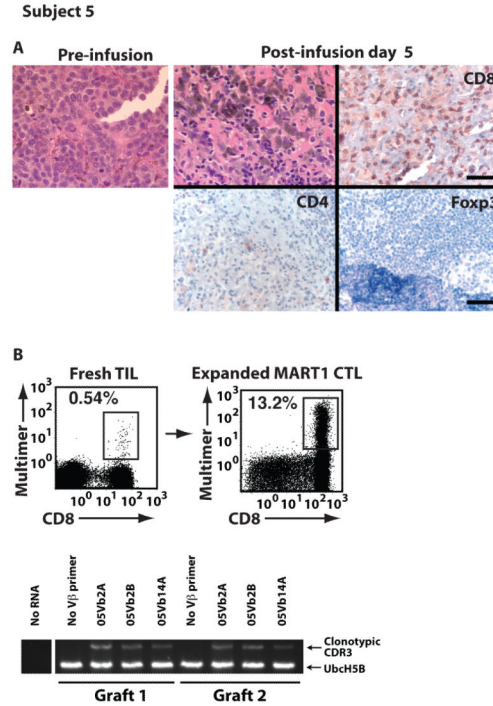 Subject 5
A
Pre-infusion
Post-infusion day 5
CD8
CD4
Foxp3
B
Fresh TIL
Expanded MART1 CTL
10³
0.54%
10²
10¹
10⁰
Multimer
10⁰ 10¹ 10² 10³
CD8
10³
13.2%
10²
10¹
10⁰
Multimer
10⁰ 10¹ 10² 10³
CD8
No RNA
No Vβ primer
05Vb2A
05Vb2B
05Vb14A
No Vβ primer
05Vb2A
05Vb2B
05Vb14A
Clonotypic
CDR3
UbcH5B
Graft 1
Graft 2